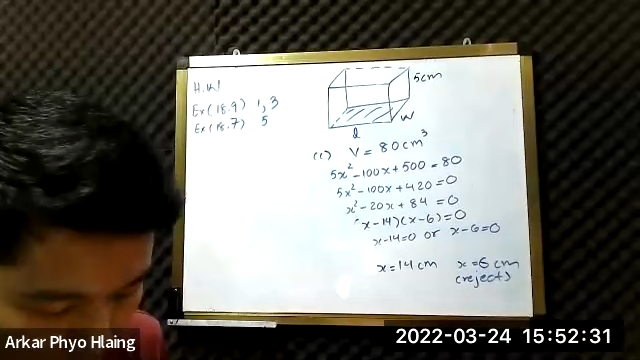 H.W
Ex(18.9) 1, 3
Ex(18.7) 5
5cm
W
l
(c) V = 80cm³
5x² - 100x + 500 = 80
5x² - 100x + 420 = 0
x² - 20x + 84 = 0
(x-14)(x-6) = 0
x-14=0 or x-6=0
x = 14 cm x = 6 cm
(reject)
Arkar Phyo Hlaing
2022-03-24 15:52:31